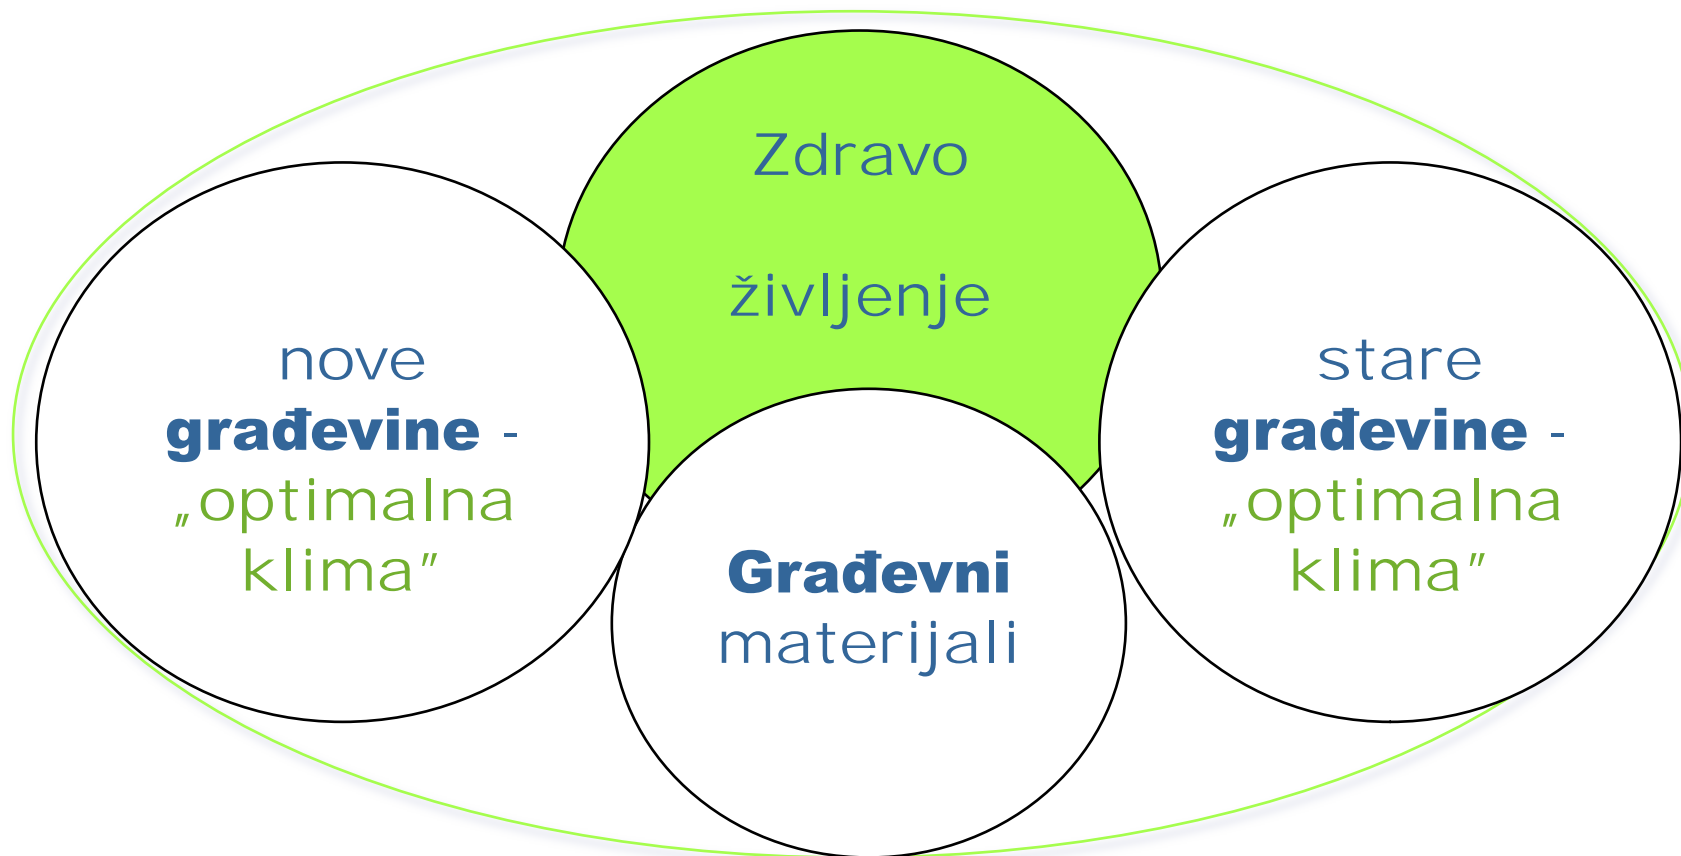 Zdravo
življenje
nove
građevine -
„optimalna
klima”
stare
građevine -
„optimalna
klima”
Građevni
materijali